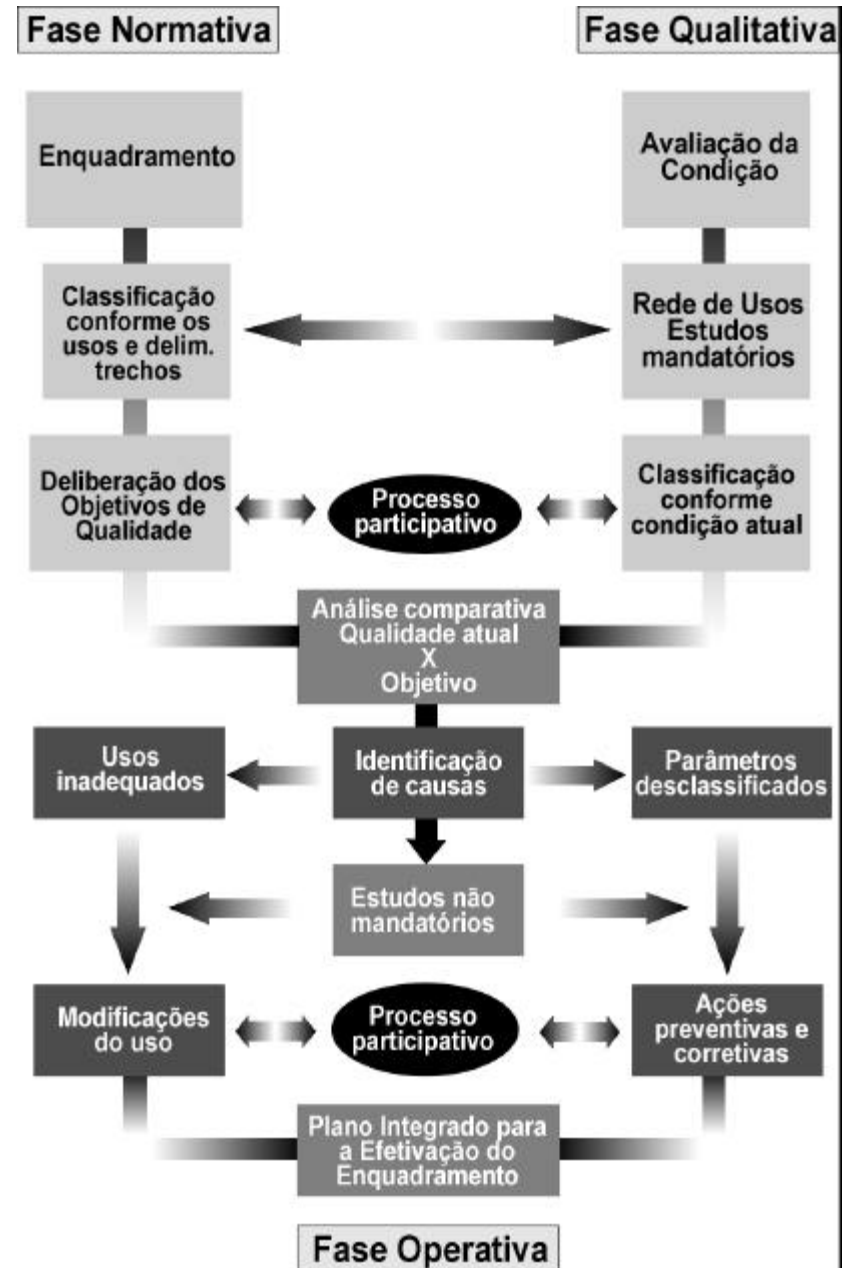 Fase Normativa
Fase Qualitativa
Enquadramento
Avaliação da
Condição
Classificação
conforme os
usos e delim.
trechos
Rede de Usos
Estudos
mandatórios
Deliberação dos
Objetivos de
Qualidade
Processo
participativo
Classificação
conforme
condição atual
Análise comparativa
Qualidade atual
X
Objetivo
Usos
inadequados
Identificação
de causas
Parâmetros
desclassificados
Estudos não
mandatórios
Modificações
do uso
Processo
participativo
Ações
preventivas e
corretivas
Plano Integrado para
a Efetivação do
Enquadramento
Fase Operativa